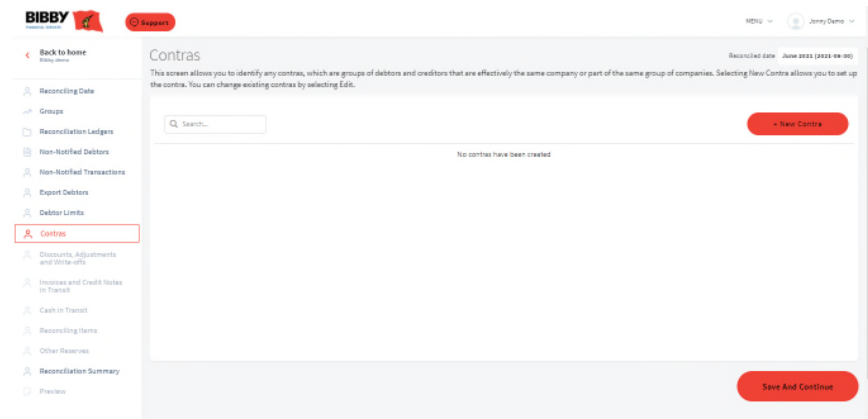 BIBBY
FINANCIAL SERVICES
Support
MENU
Jonny Demo
Back to home
Bibby demo
Contras
Reconciled date
June 2021 (2021-06-30)
This screen allows you to identify any contras, which are groups of debtors and creditors that are effectively the same company or part of the same group of companies. Selecting New Contra allows you to set up
the contra. You can change existing contras by selecting Edit.
Reconciling Date
Groups
Reconciliation Ledgers
Non-Notified Debtors
Non-Notified Transactions
Export Debtors
Debtor Limits
Contras
Discounts, Adjustments
and Write-offs
Invoices and Credit Notes
in Transit
Cash in Transit
Reconciling Items
Other Reserves
Reconciliation Summary
Preview
Search...
+ New Contra
No contras have been created
Save And Continue